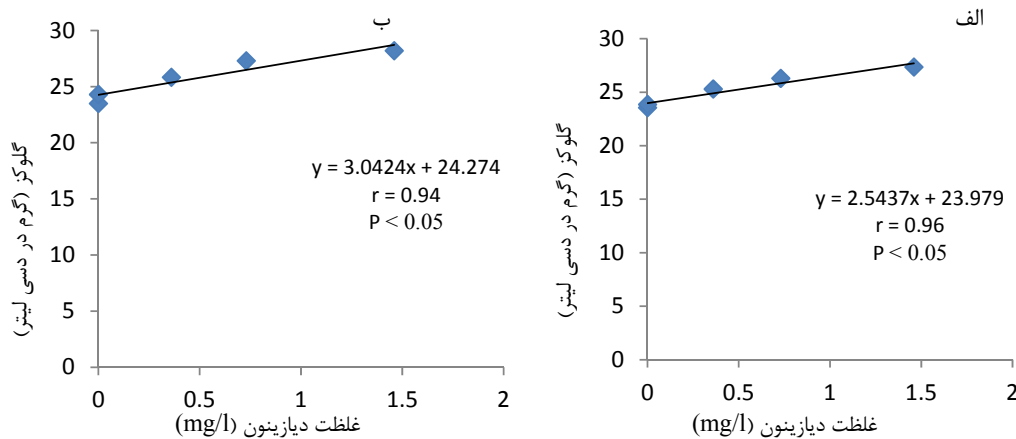 الف
30
25
20
15
10
5
0
0
0.5
1
1.5
2
y = 2.5437x + 23.979
r = 0.96
P < 0.05
گلوکز (گرم در دسی لیتر)
غلظت دیازینون (mg/l)
ب
30
25
20
15
10
5
0
0
0.5
1
1.5
2
y = 3.0424x + 24.274
r = 0.94
P < 0.05
گلوکز (گرم در دسی لیتر)
غلظت دیازینون (mg/l)